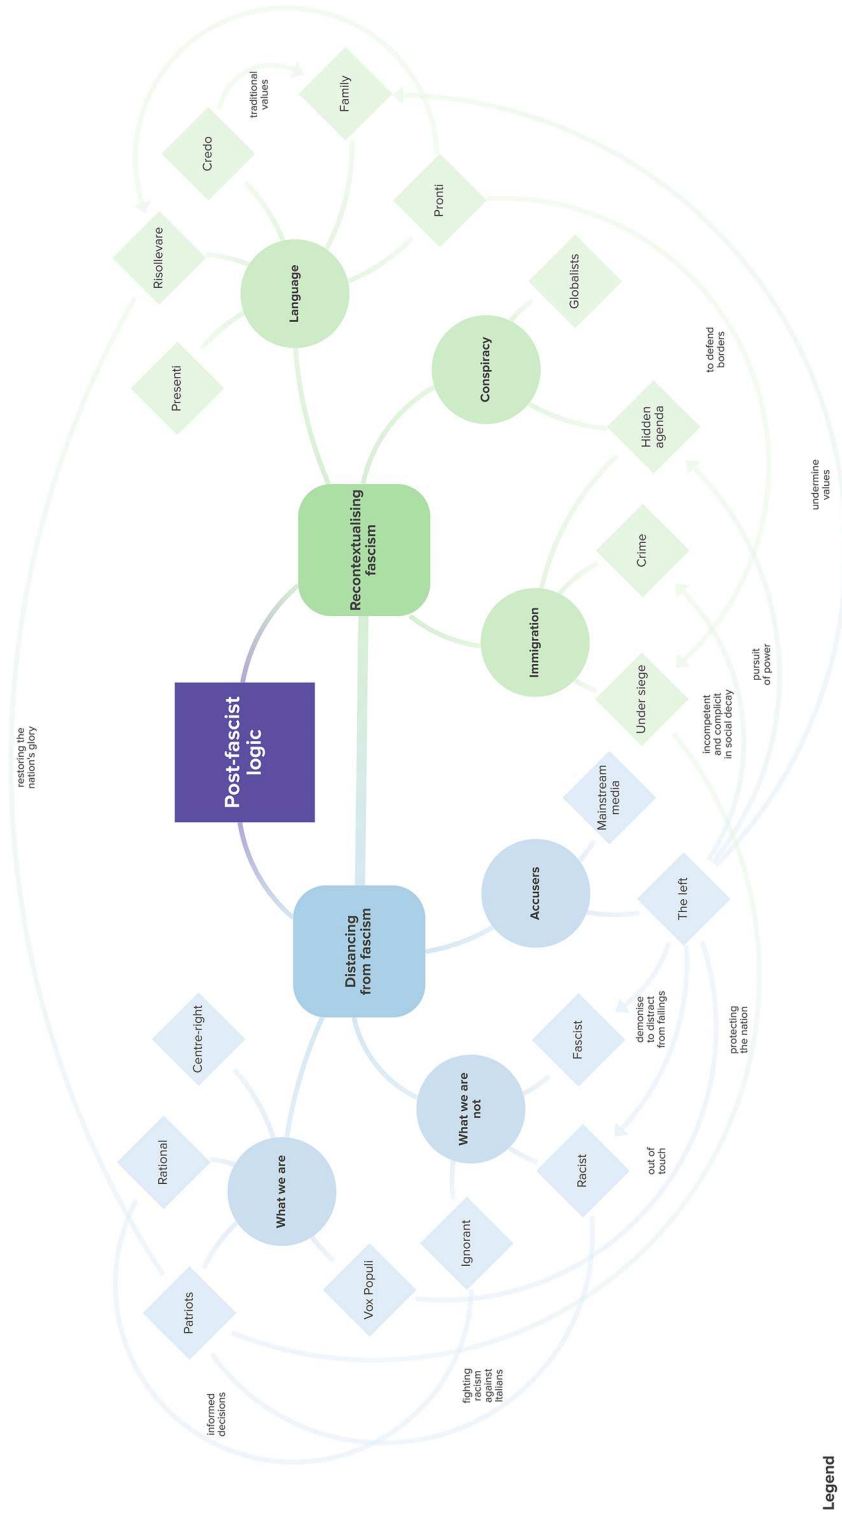 restoring the
nation's glory
Rational
Risollevare
Patriots
Centre-right
Presenti
Credo
informed
decisions
Post-fascist
logic
traditional
values
What we are
Language
Family
Vox Populi
Distancing
from fascism
Recontextualising
fascism
Pronti
Ignorant
What we are
not
Conspiracy
fighting
racism
against
Italians
Accusers
Immigration
Globalists
Racist
Fascist
Mainstream
media
Under siege
Crime
Hidden
agenda
out of
touch
demonise
to distract
from failings
The left
incompetent
and complicit
in social decay
to defend
borders
protecting
the nation
pursuit
of power
undermine
values
Legend